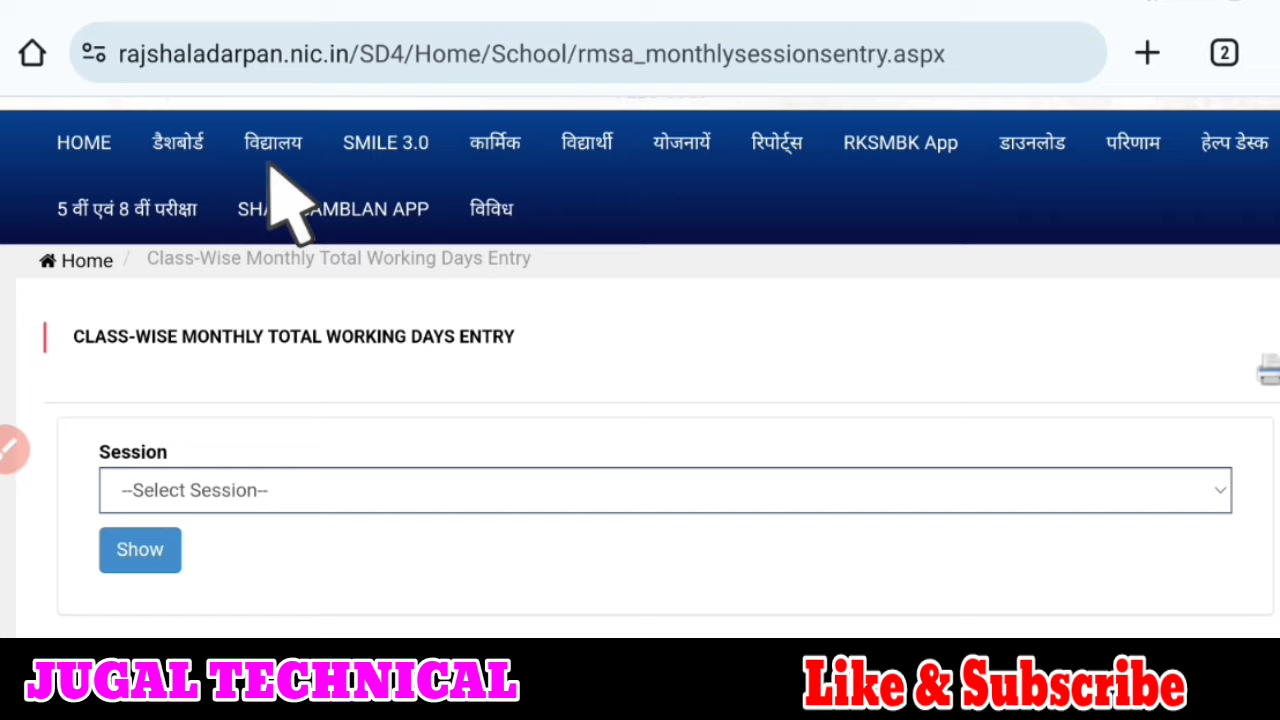 2
rajshaladarpan.nic.in/SD4/Home/School/rmsa_monthlysessionsentry.aspx
HOME डैशबोर्ड विद्यालय SMILE 3.0 कार्मिक विद्यार्थी योजनायें रिपोर्ट्स RKSMBK App डाउनलोड परिणाम हेल्प डेस्क
5 वीं एवं 8 वीं परीक्षा APP विविध
Home / Class-Wise Monthly Total Working Days Entry
CLASS-WISE MONTHLY TOTAL WORKING DAYS ENTRY
Session
--Select Session--
Show
JUGAL TECHNICAL Like & Subscribe